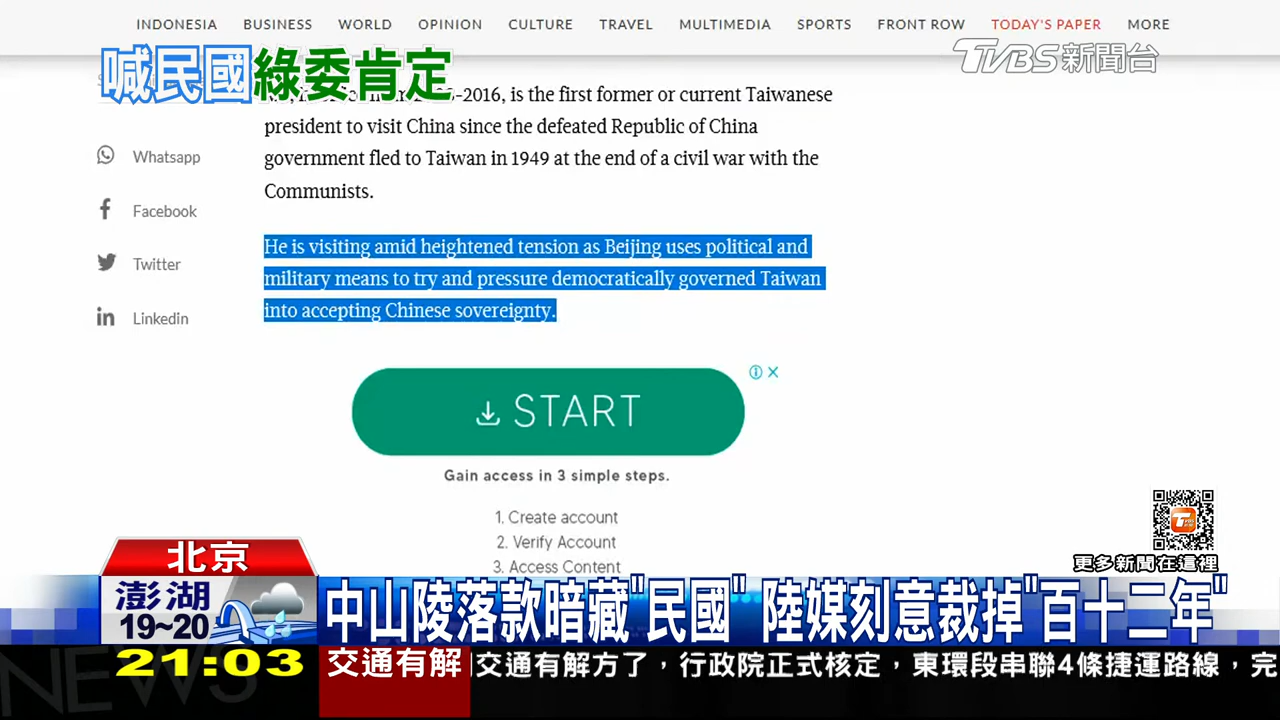 INDONESIA BUSINESS WORLD OPINION CULTURE TRAVEL MULTIMEDIA SPORTS FRONT ROW TODAY'S PAPER MORE
喊民國綠委肯定
TVBS新聞台
-2016, is the first former or current Taiwanese
president to visit China since the defeated Republic of China
government fled to Taiwan in 1949 at the end of a civil war with the
Communists.
Whatsapp
Facebook
Twitter
Linkedin
He is visiting amid heightened tension as Beijing uses political and
military means to try and pressure democratically governed Taiwan
into accepting Chinese sovereignty.
START
Gain access in 3 simple steps.
1. Create account
2. Verify Account
3. Access Content
更多新聞在這裡
北京
澎湖
19~20
中山陵落款暗藏"民國" 陸媒刻意裁掉"百十二年"
21:03
交通有解
交通有解方了，行政院正式核定，東環段串聯4條捷運路線，完
NEWS